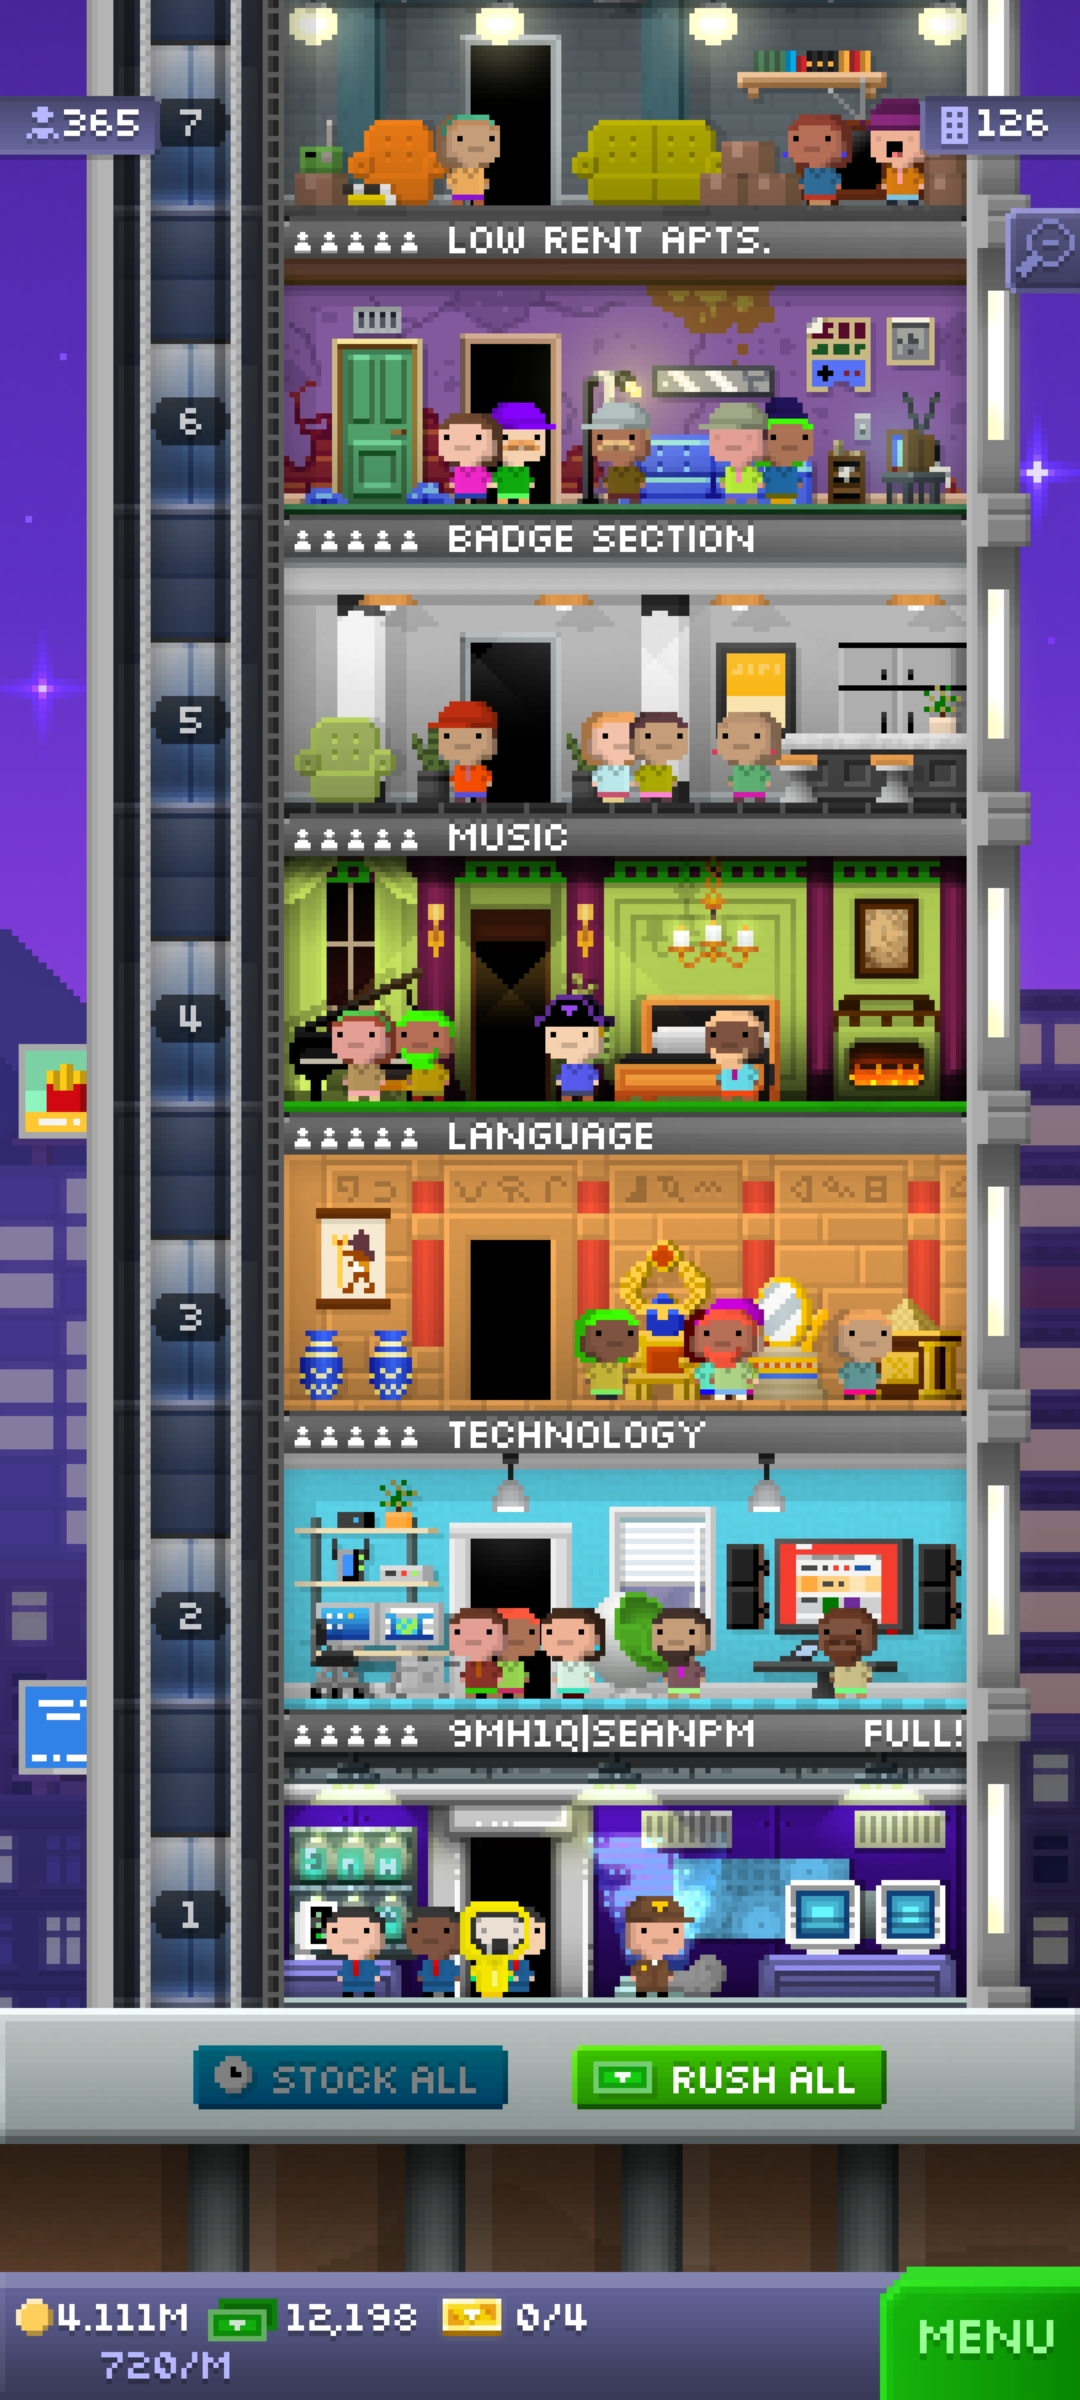 365
7
126
LOW RENT APTS.
6
BADGE SECTION
5
MUSIC
4
LANGUAGE
3
TECHNOLOGY
2
9MH1Q|SEANPM FULL!
1
STOCK ALL
RUSH ALL
4.111M 12,198 0/4
720/M
MENU